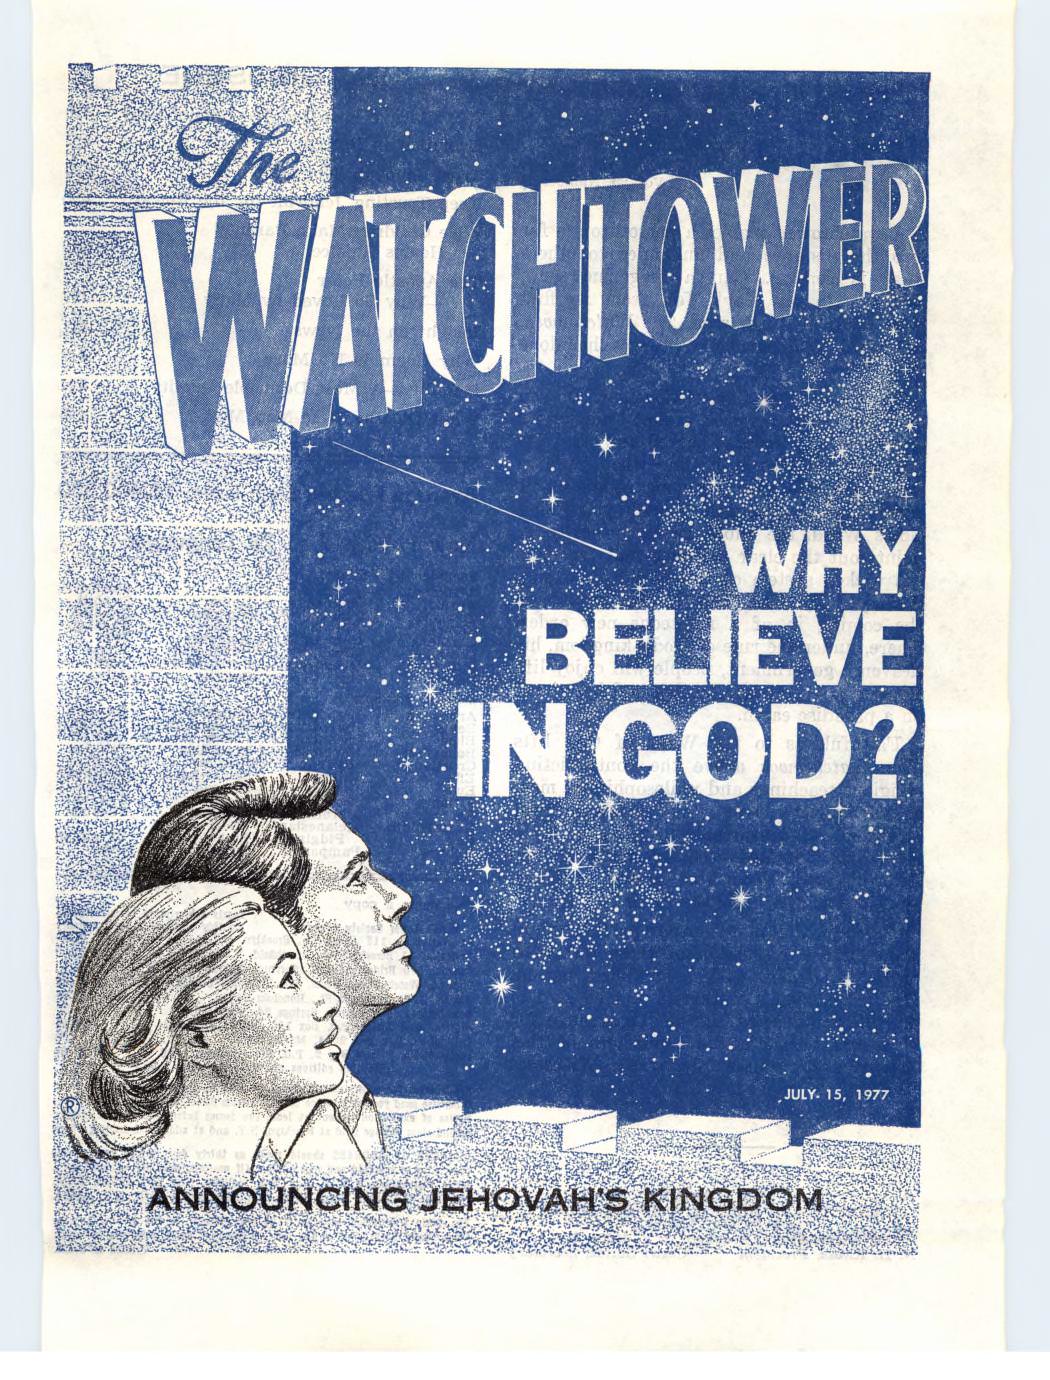 The
WATCHTOWER
WHY
BELIEVE
IN GOD?
JULY 15, 1977
®
ANNOUNCING JEHOVAH'S KINGDOM